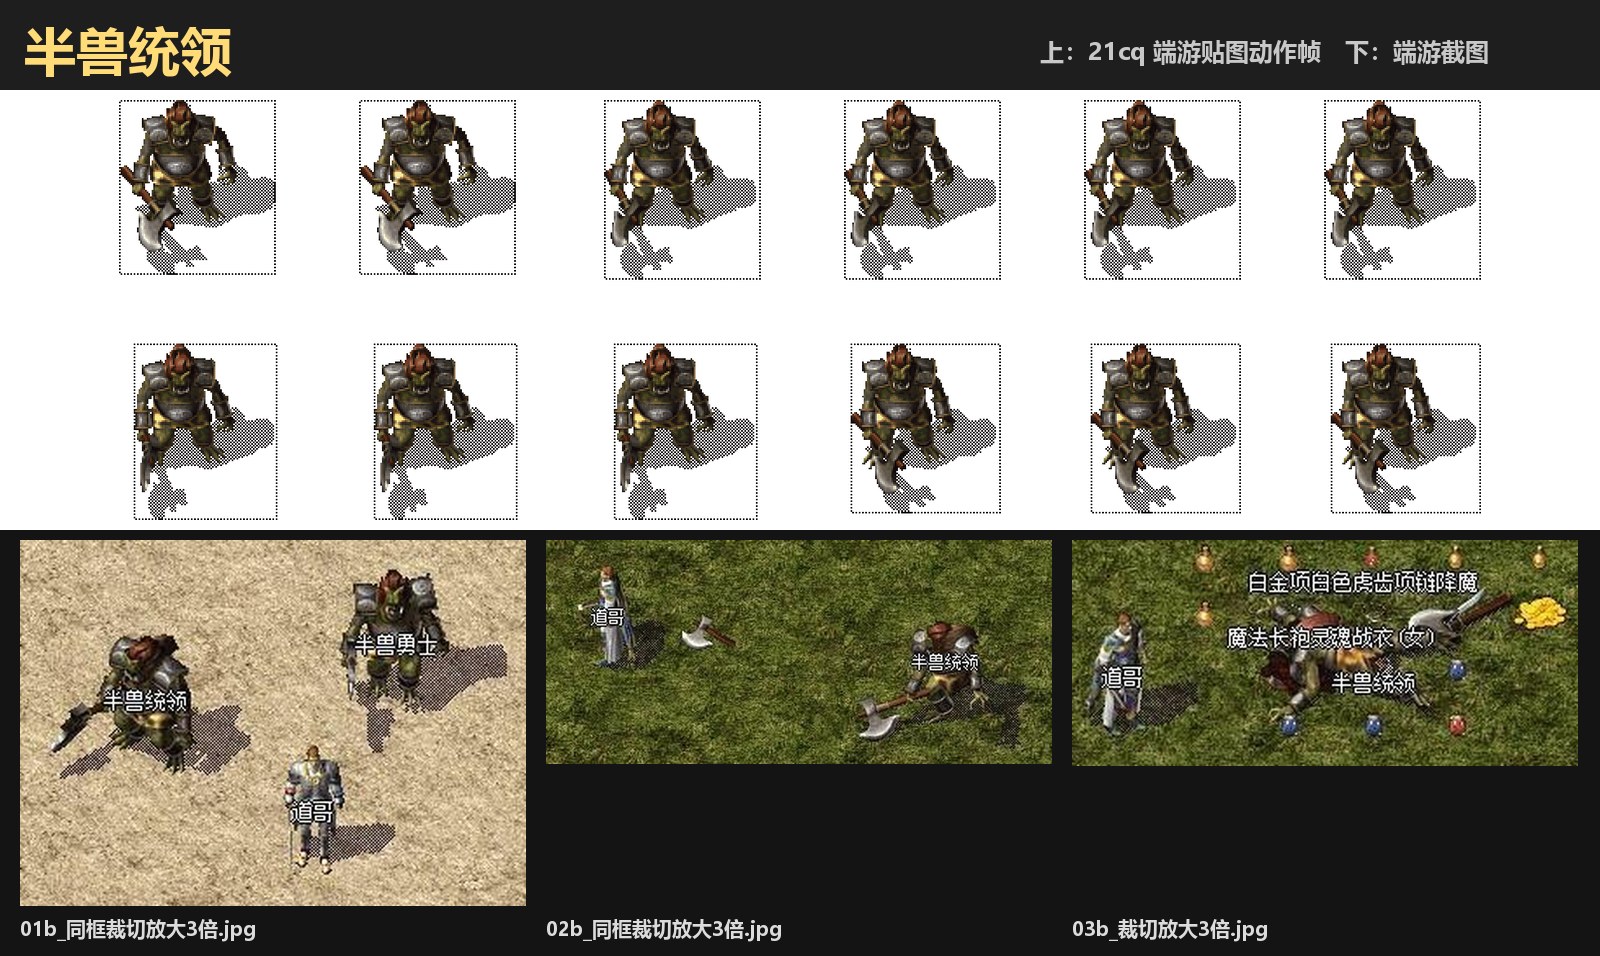 半兽统领
上：21cq 端游贴图动作帧　下：端游截图
半兽勇士
半兽统领
道哥
道哥
半兽统领
白金项白色虎齿项链降魔
魔法长袍灵魂战衣(女)
道哥
半兽统领
01b_同框裁切放大3倍.jpg
02b_同框裁切放大3倍.jpg
03b_裁切放大3倍.jpg